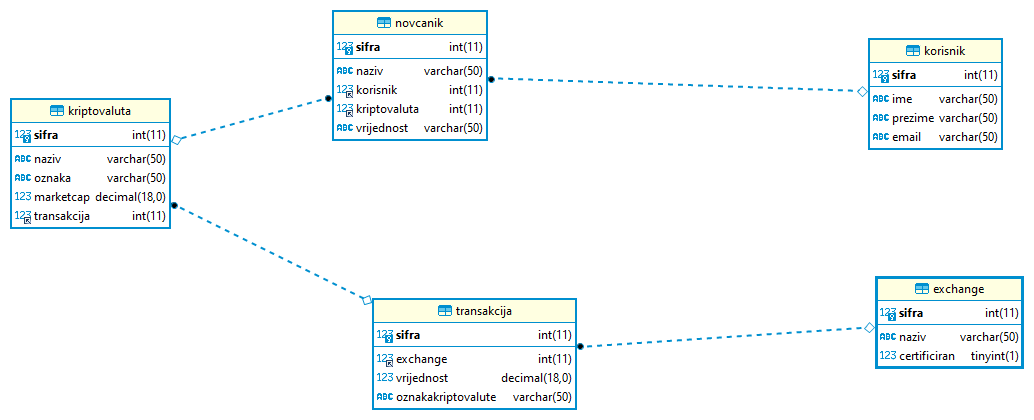 novcanik
123 sifra int(11)
ABC naziv varchar(50)
123 korisnik int(11)
123 kriptovaluta int(11)
ABC vrijednost varchar(50)
korisnik
123 sifra int(11)
ABC ime varchar(50)
ABC prezime varchar(50)
ABC email varchar(50)
kriptovaluta
123 sifra int(11)
ABC naziv varchar(50)
ABC oznaka varchar(50)
123 marketcap decimal(18,0)
123 transakcija int(11)
transakcija
123 sifra int(11)
123 exchange int(11)
123 vrijednost decimal(18,0)
ABC oznakakriptovalute varchar(50)
exchange
123 sifra int(11)
ABC naziv varchar(50)
123 certificiran tinyint(1)